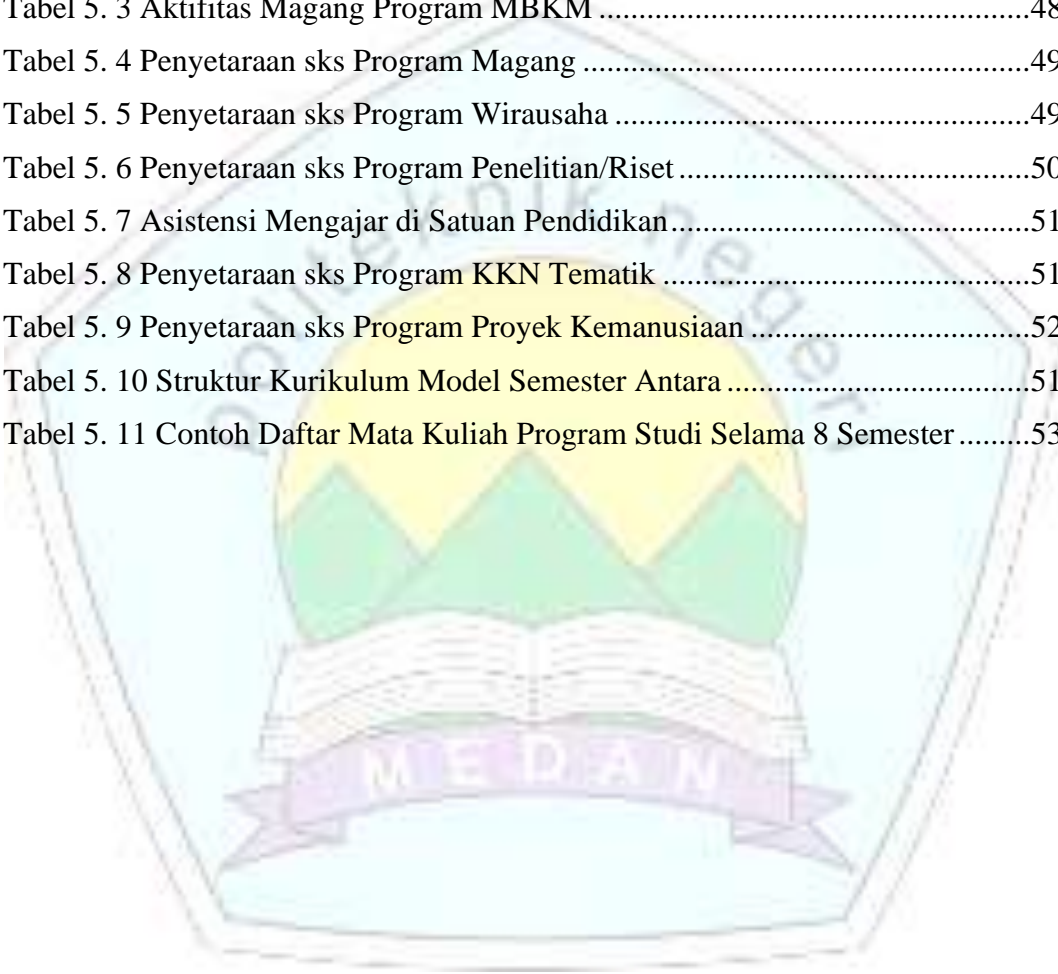 Tabel 5. 3 Aktifitas Magang Program MBKM ........................................................48
Tabel 5. 4 Penyetaraan sks Program Magang ..........................................................49
Tabel 5. 5 Penyetaraan sks Program Wirausaha ......................................................49
Tabel 5. 6 Penyetaraan sks Program Penelitian/Riset ..............................................50
Tabel 5. 7 Asistensi Mengajar di Satuan Pendidikan................................................51
Tabel 5. 8 Penyetaraan sks Program KKN Tematik .................................................51
Tabel 5. 9 Penyetaraan sks Program Proyek Kemanusiaan .....................................52
Tabel 5. 10 Struktur Kurikulum Model Semester Antara .........................................51
Tabel 5. 11 Contoh Daftar Mata Kuliah Program Studi Selama 8 Semester .........53
politeknik negeri
MEDAN